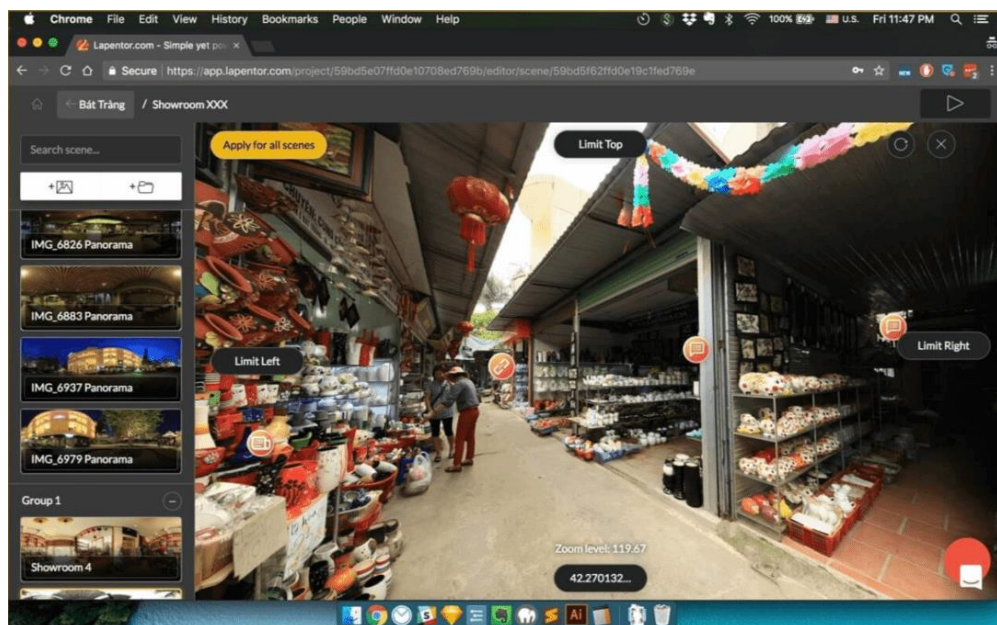 Chrome File Edit View History Bookmarks People Window Help
100% U.S. Fri 11:47 PM
Lapentor.com - Simple yet po
Secure https://app.lapentor.com/project/59bd5e07ffd0e10708ed769b/editor/scene/59bd5f62ffd0e19c1fed769e
Bát Tràng / Showroom XXX
Search scene...
Apply for all scenes
Limit Top
IMG_6826 Panorama
IMG_6883 Panorama
Limit Right
Limit Left
IMG_6937 Panorama
IMG_6979 Panorama
Group 1
Zoom level: 119.67
Showroom 4
42.270132...
Ai